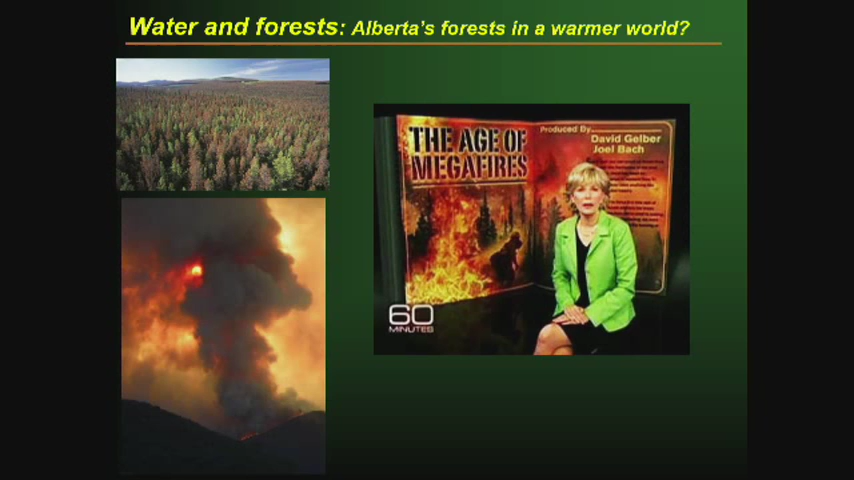 Water and forests: Alberta's forests in a warmer world?
THE AGE OF
MEGAFIRES
Produced By
David Gelber
Joel Bach
60
MINUTES